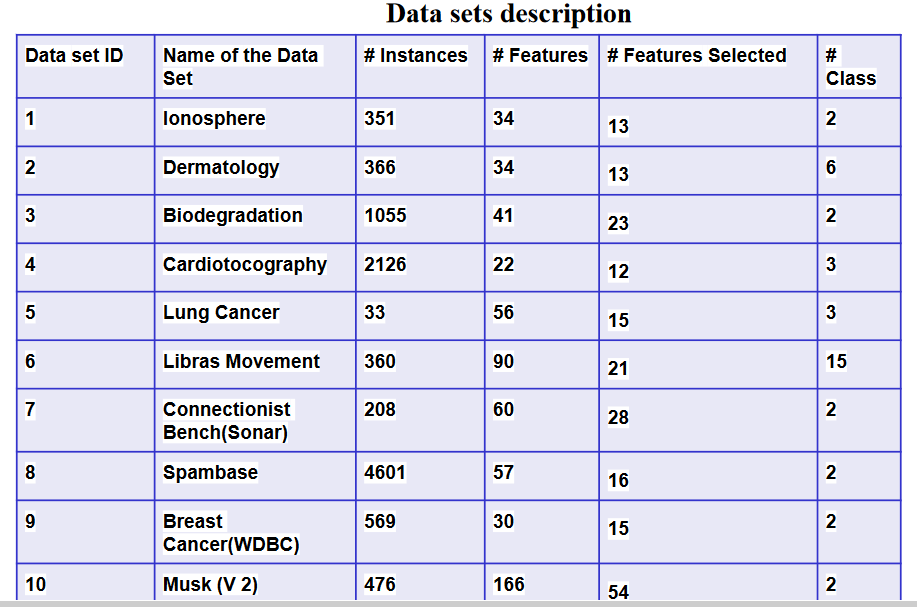 Data sets description
Data set ID Name of the Data Set # Instances # Features # Features Selected # Class
1 Ionosphere 351 34 13 2
2 Dermatology 366 34 13 6
3 Biodegradation 1055 41 23 2
4 Cardiotocography 2126 22 12 3
5 Lung Cancer 33 56 15 3
6 Libras Movement 360 90 21 15
7 Connectionist Bench(Sonar) 208 60 28 2
8 Spambase 4601 57 16 2
9 Breast Cancer(WDBC) 569 30 15 2
10 Musk (V 2) 476 166 54 2